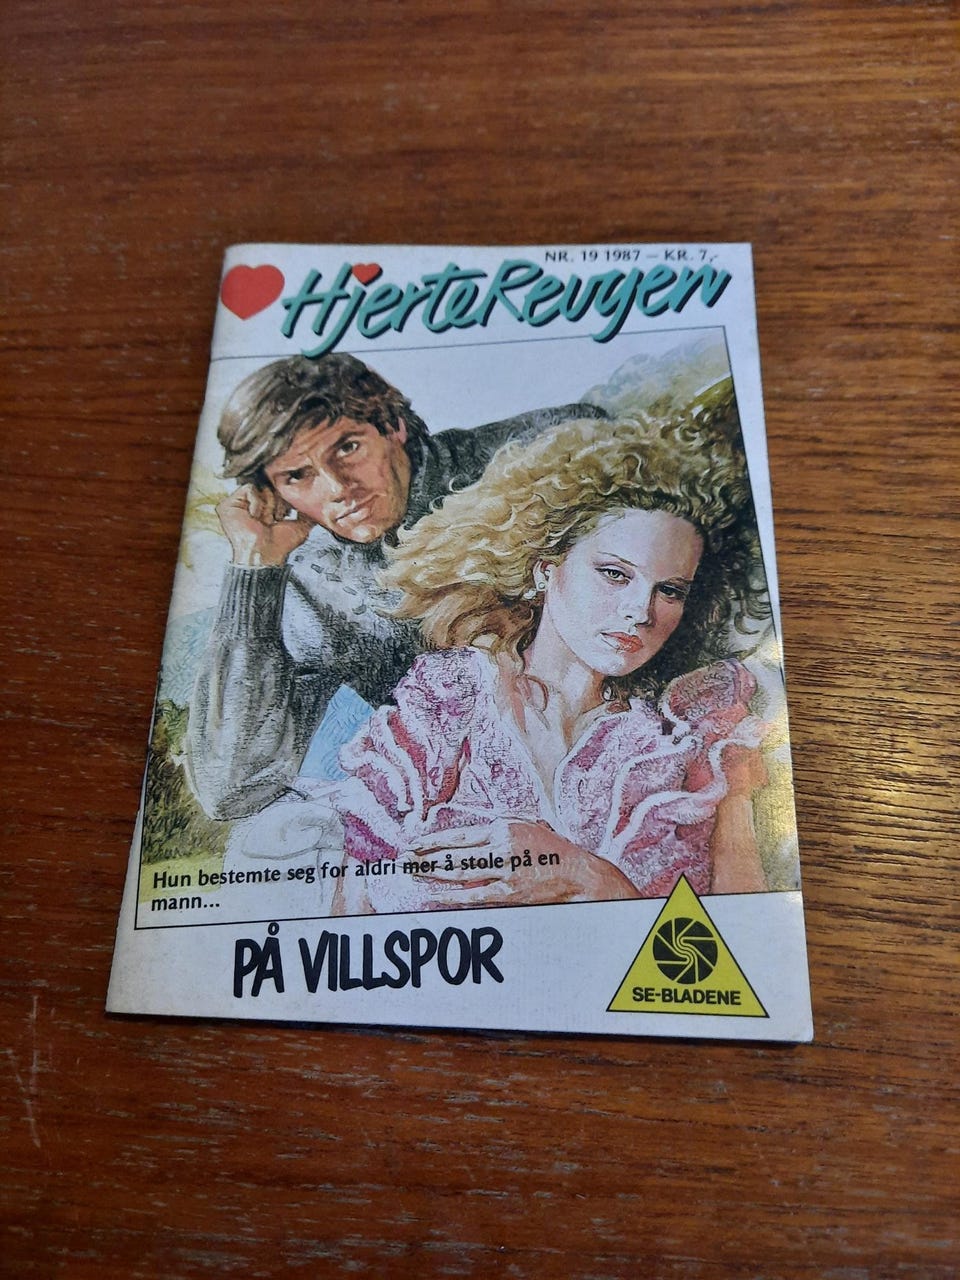 NR. 19 1987 – KR. 7,-
HjerteRevyen
Hun bestemte seg for aldri mer å stole på en
mann...
PÅ VILLSPOR
SE-BLADENE